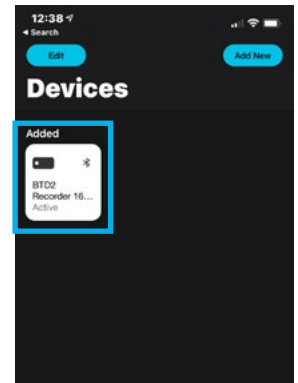 12:38
Search
Edit
Add New
Devices
Added
BTD2
Recorder 16...
Active